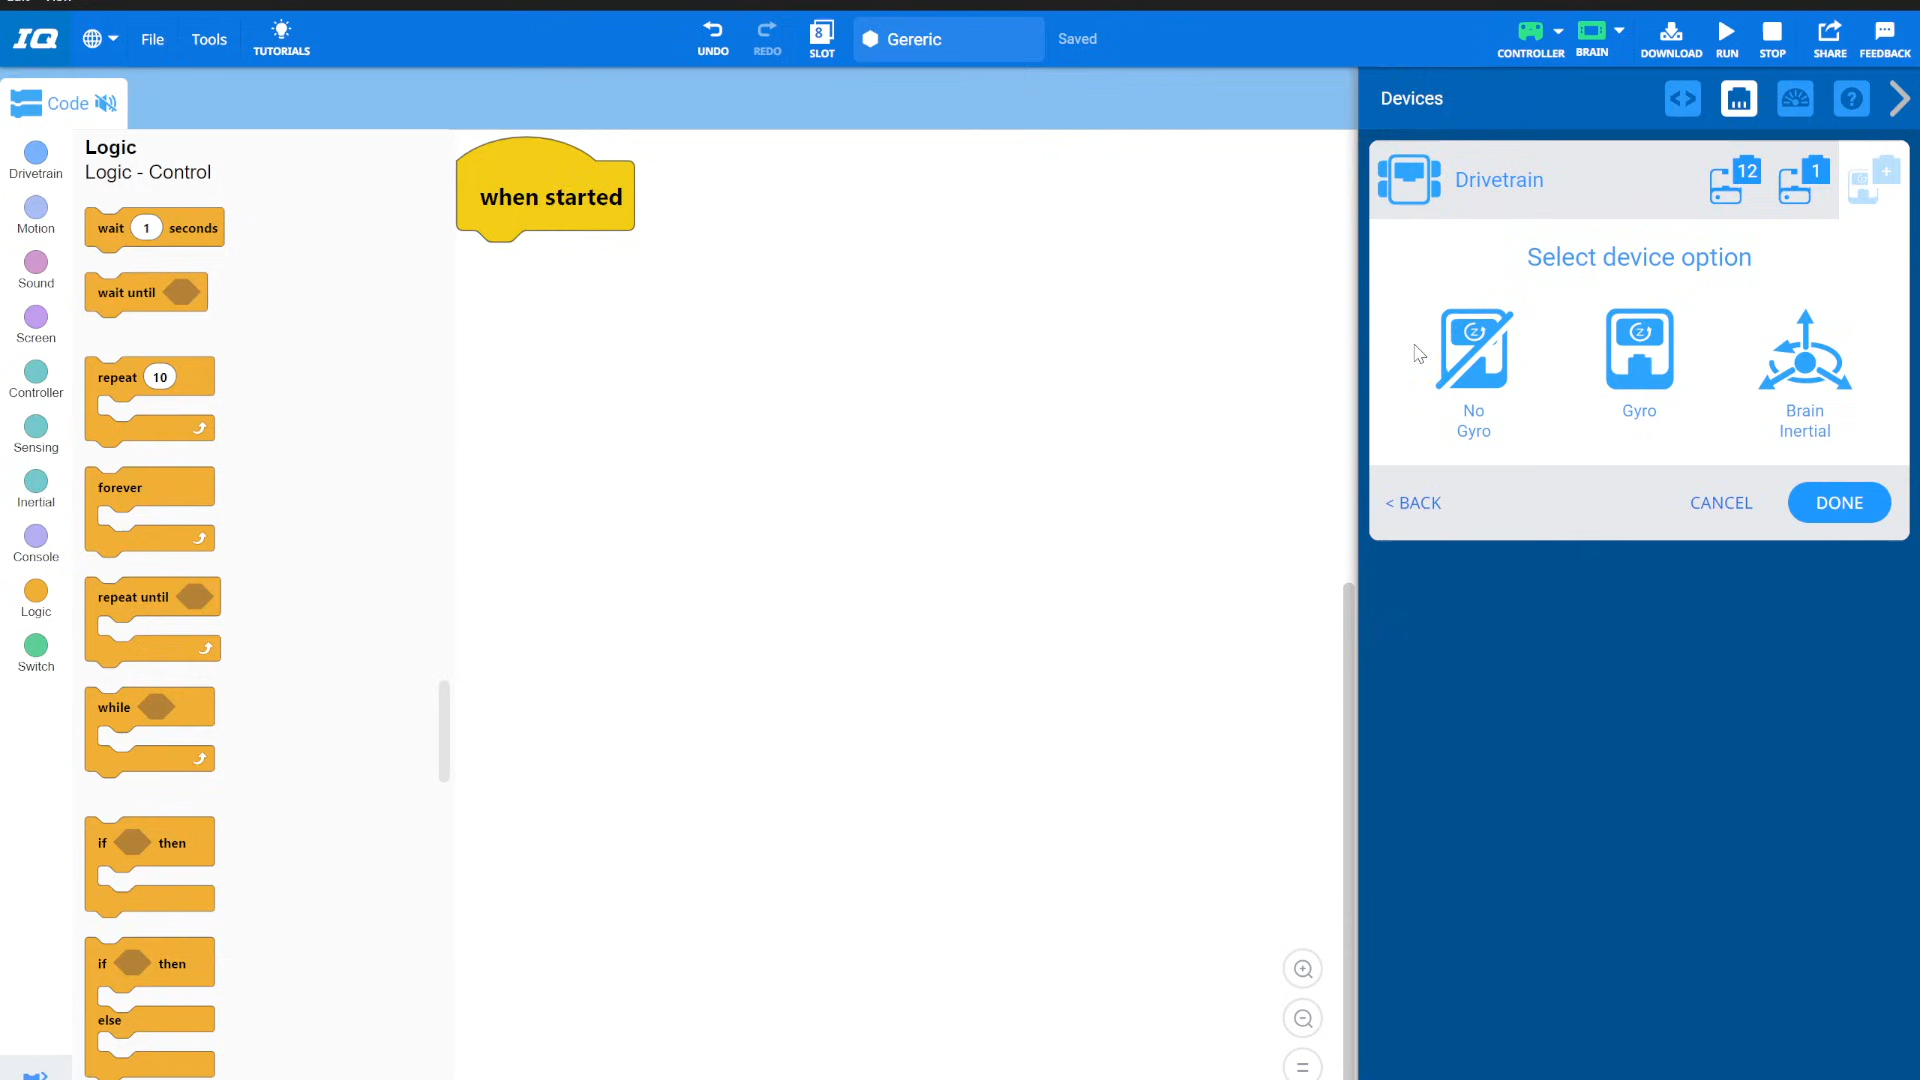 IQ
File
Tools
TUTORIALS
UNDO
REDO
8
SLOT
Gereric
Saved
CONTROLLER
BRAIN
DOWNLOAD
RUN
STOP
SHARE
FEEDBACK
Code
Devices
Drivetrain
Motion
Sound
Screen
Controller
Sensing
Inertial
Console
Logic
Switch
Logic
Logic - Control
wait 1 seconds
wait until
repeat 10
forever
repeat until
while
if then
if then
else
when started
Drivetrain
12
1
+
Select device option
No
Gyro
Gyro
Brain
Inertial
< BACK
CANCEL
DONE